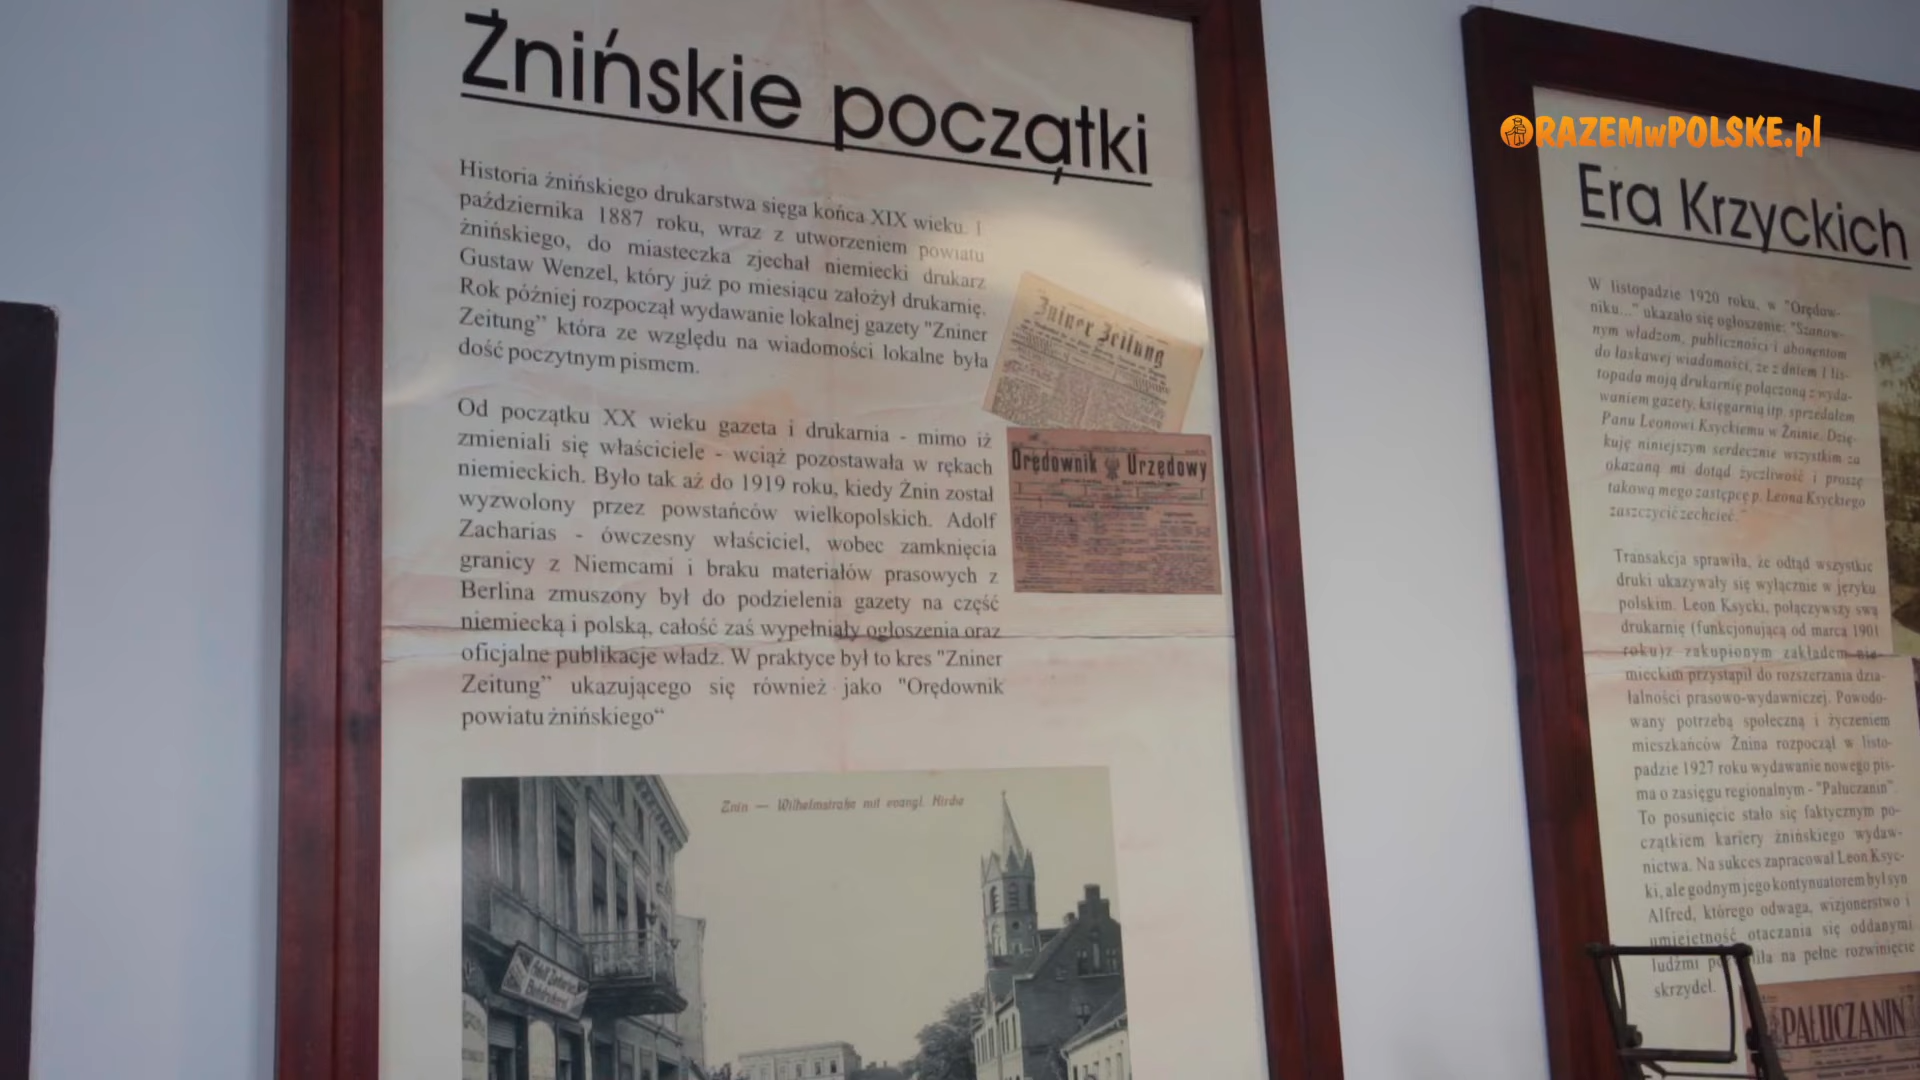 Żnińskie początki
Historia żnińskiego drukarstwa sięga końca XIX wieku. 1
października 1887 roku, wraz z utworzeniem powiatu
żnińskiego, do miasteczka zjechał niemiecki drukarz
Gustaw Wenzel, który już po miesiącu założył drukarnię.
Rok później rozpoczął wydawanie lokalnej gazety "Zniner
Zeitung” która ze względu na wiadomości lokalne była
dość poczytnym pismem.
Od początku XX wieku gazeta i drukarnia - mimo iż
zmieniali się właściciele - wciąż pozostawała w rękach
niemieckich. Było tak aż do 1919 roku, kiedy Żnin został
wyzwolony przez powstańców wielkopolskich. Adolf
Zacharias - ówczesny właściciel, wobec zamknięcia
granicy z Niemcami i braku materiałów prasowych z
Berlina zmuszony był do podzielenia gazety na część
niemiecką i polską, całość zaś wypełniały ogłoszenia oraz
oficjalne publikacje władz. W praktyce był to kres "Zniner
Zeitung” ukazującego się również jako "Orędownik
powiatu żnińskiego“
Zniner Zeitung
Orędownik Urzędowy
Znin — Wilhelmstraße mit evangl. Kirche
RAZEMwPOLSKE.pl
Era Krzyckich
W listopadzie 1920 roku, w "Orędow-
niku..." ukazało się ogłoszenie: "Szanow-
nym władzom, publiczności i abonentom
do łaskawej wiadomości, że z dniem 1 lis-
topada moją drukarnię połączoną z wyda-
waniem gazety, księgarnią itp. sprzedałem
Panu Leonowi Ksyckiemu w Żninie. Dzię-
kuję niniejszym serdecznie wszystkim za
okazaną mi dotąd życzliwość i proszę
takową mego zastępcę p. Leona Ksyckiego
zaszczycić zechcieć."
Transakcja sprawiła, że odtąd wszystkie
druki ukazywały się wyłącznie w języku
polskim. Leon Ksycki, połączywszy swą
drukarnię (funkcjonującą od marca 1901
roku)z zakupionym zakładem nie-
mieckim przystąpił do rozszerzania dzia-
łalności prasowo-wydawniczej. Powodo-
wany potrzebą społeczną i życzeniem
mieszkańców Żnina rozpoczął w listo-
padzie 1927 roku wydawanie nowego pis-
ma o zasięgu regionalnym - "Pałuczanin".
To posunięcie stało się faktycznym po-
czątkiem kariery żnińskiego wydaw-
nictwa. Na sukces zapracował Leon Ksyc-
ki, ale godnym jego kontynuatorem był syn
Alfred, którego odwaga, wizjonerstwo i
umiejętność otaczania się oddanymi
ludźmi na pełne rozwinięcie
skrzydeł.
PAŁUCZANIN